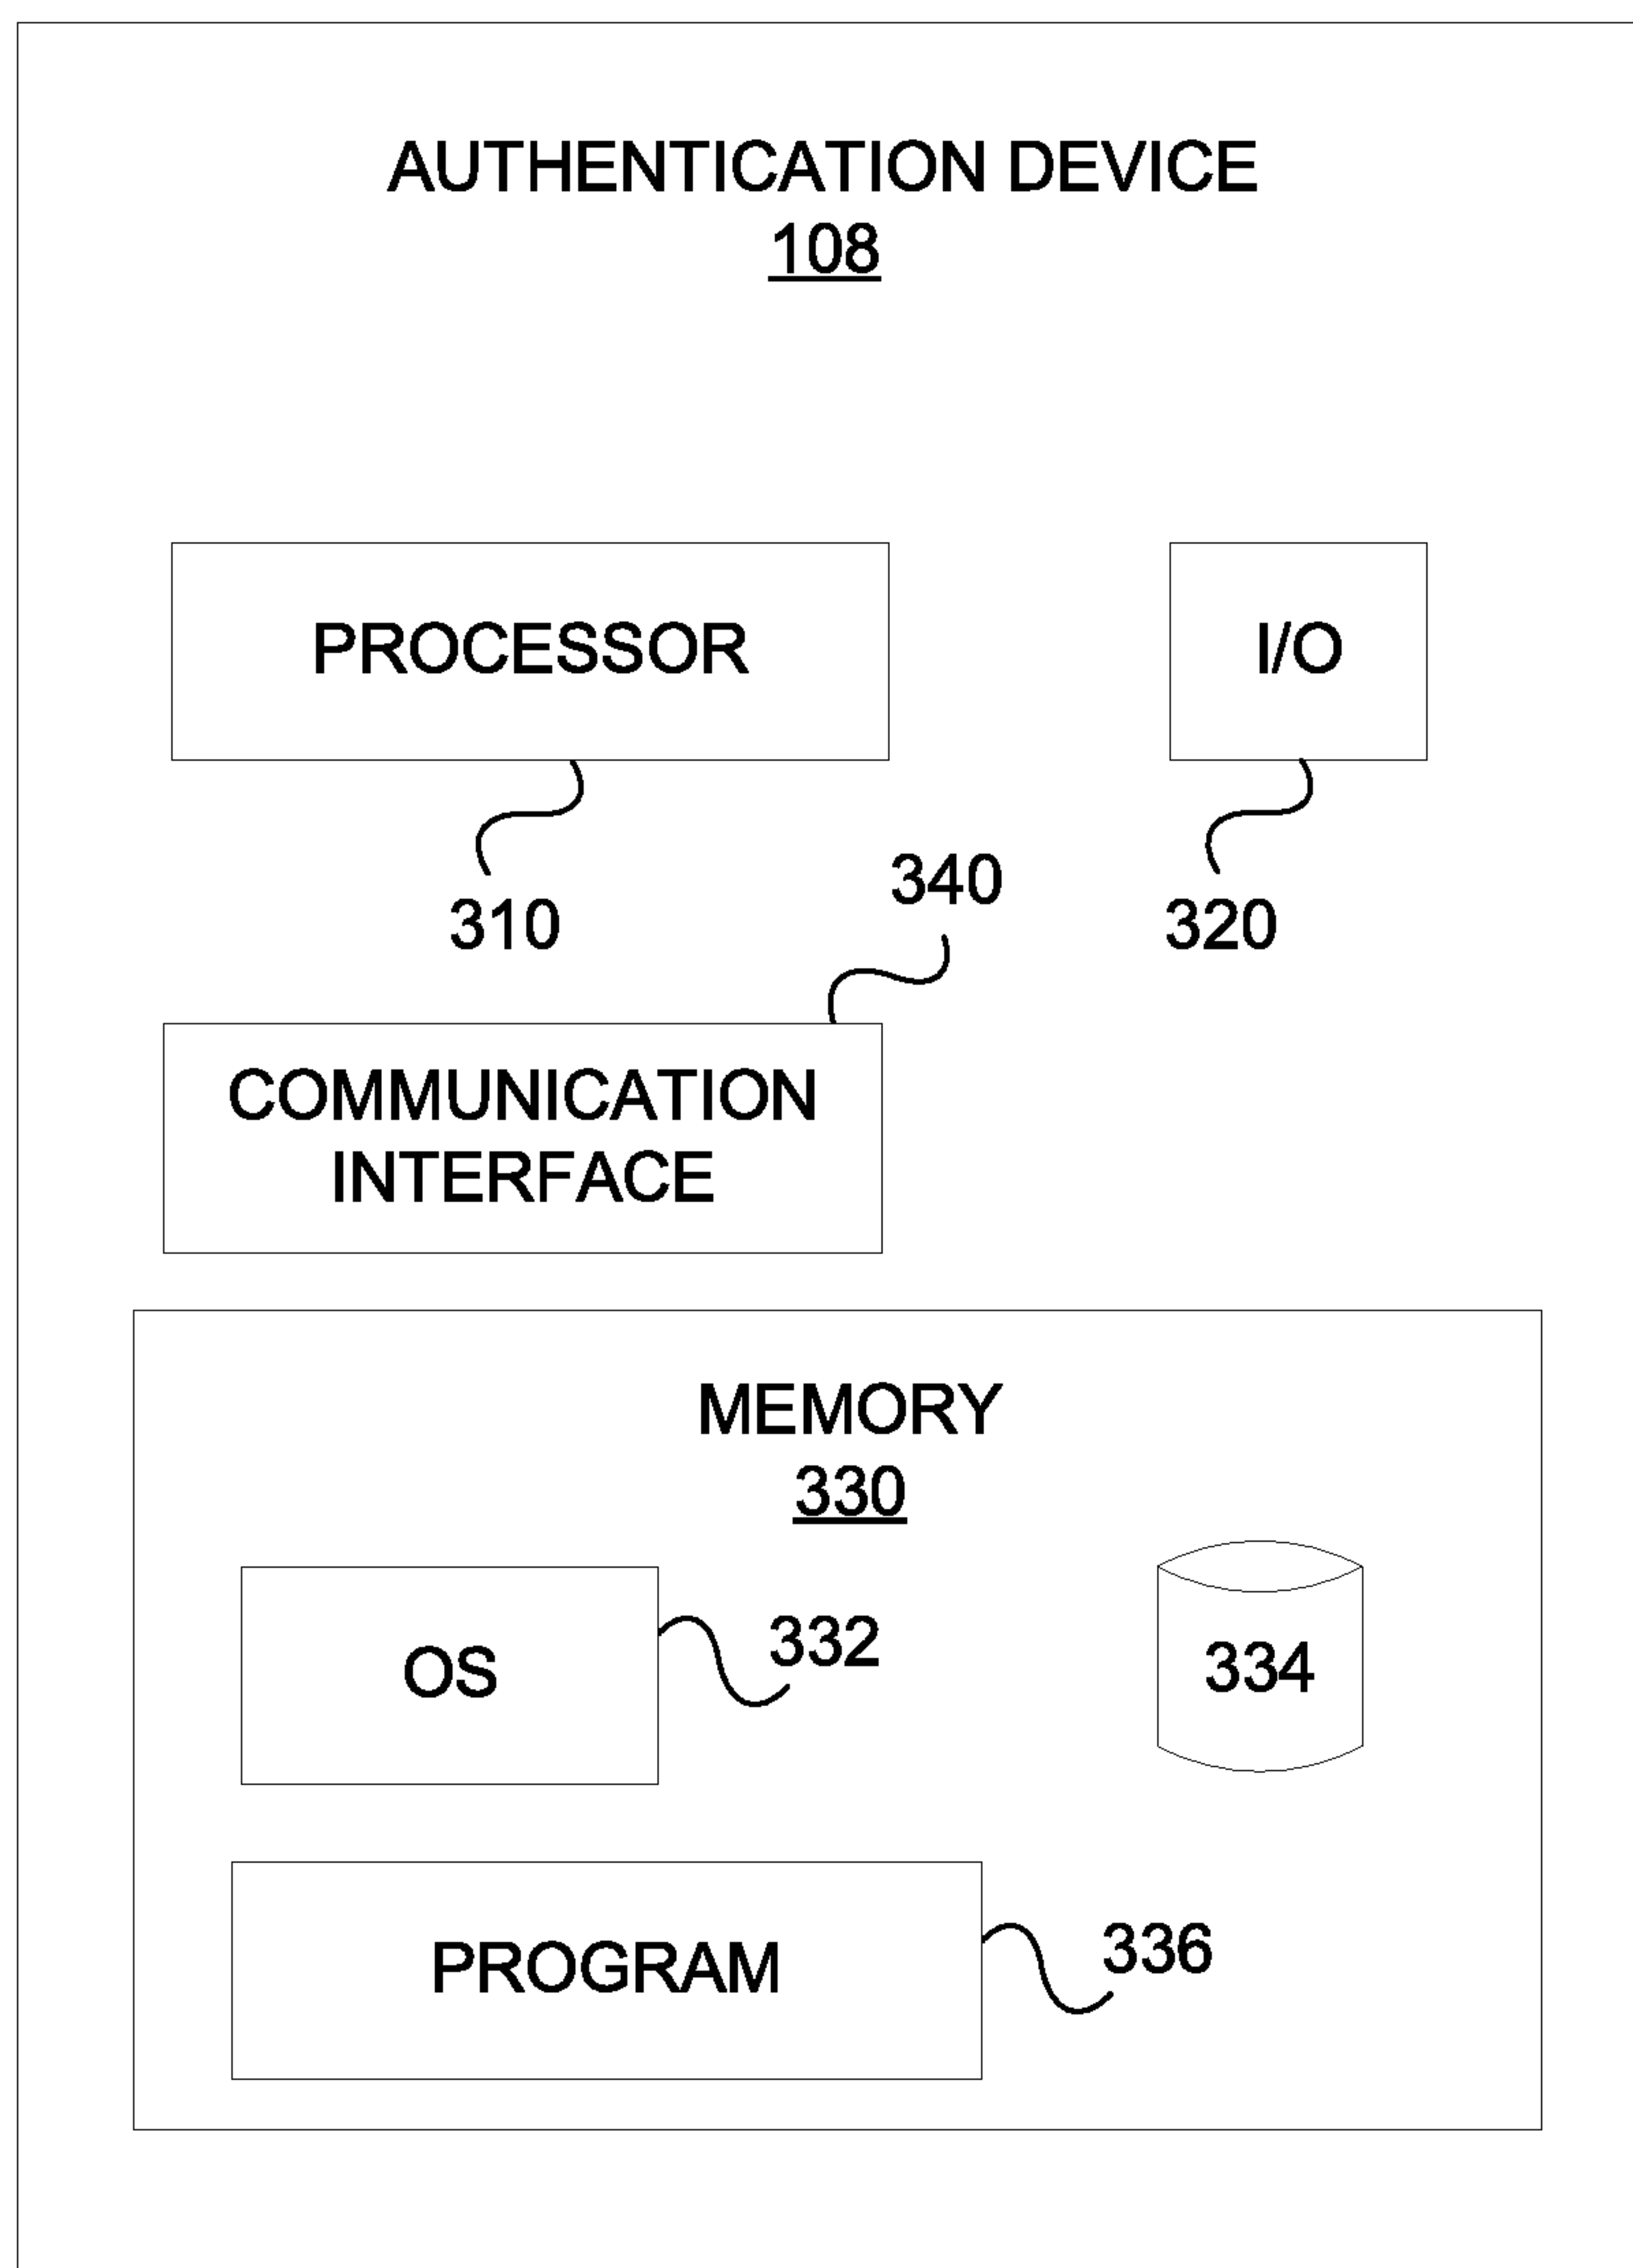 AUTHENTICATION DEVICE
108
PROCESSOR
I/O
310
340
320
COMMUNICATION
INTERFACE
MEMORY
330
OS
332
334
PROGRAM
336